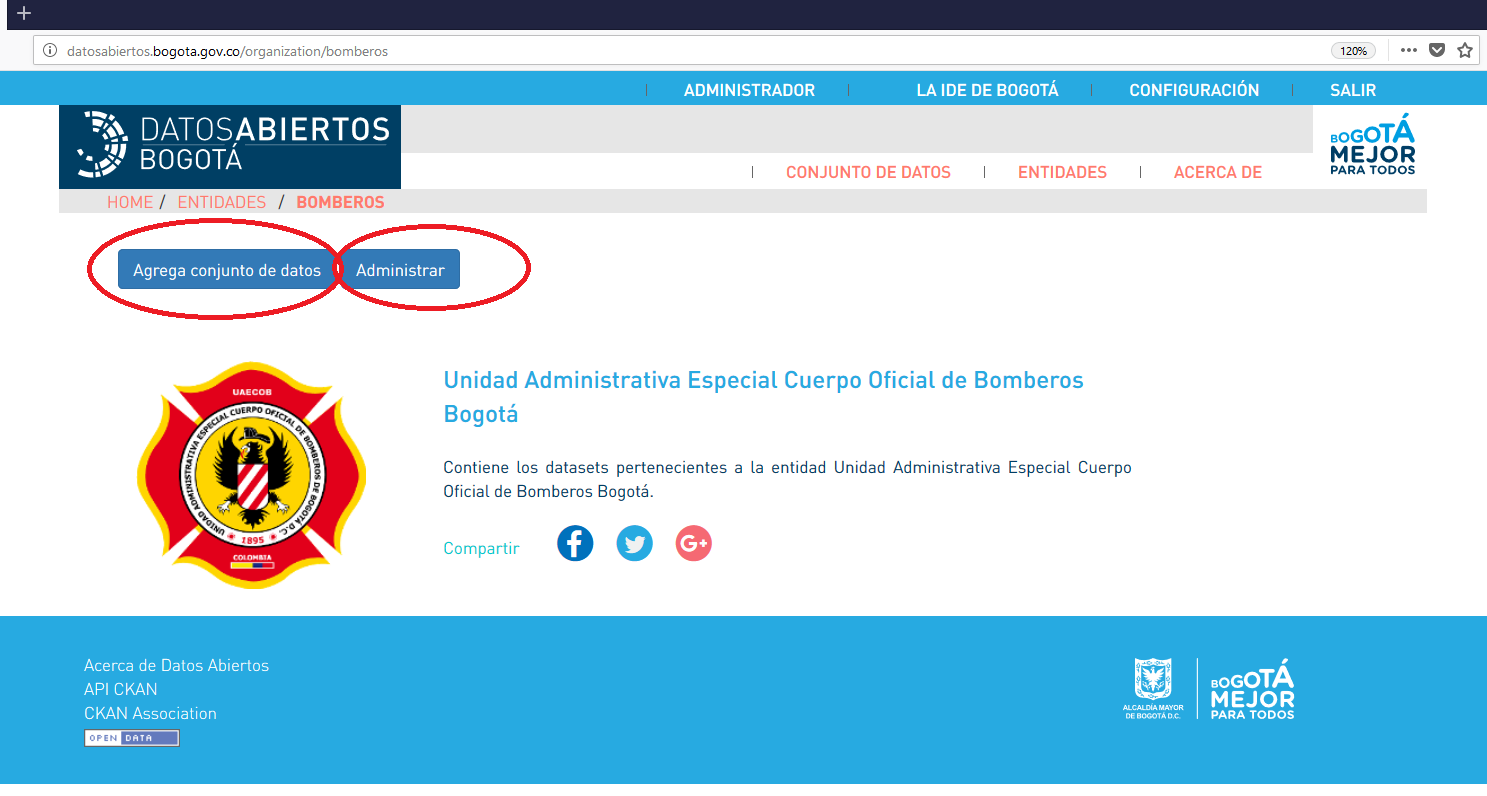 datosabiertos.bogota.gov.co/organization/bomberos
120%
ADMINISTRADOR
LA IDE DE BOGOTÁ
CONFIGURACIÓN
SALIR
DATOSABIERTOS
BOGOTÁ
BOGOTÁ
MEJOR
PARA TODOS
CONJUNTO DE DATOS
ENTIDADES
ACERCA DE
HOME / ENTIDADES / BOMBEROS
Agrega conjunto de datos
Administrar
UAECOB
UNIDAD ADMINISTRATIVA ESPECIAL CUERPO OFICIAL DE BOMBEROS DE BOGOTA D.C.
1895
COLOMBIA
Unidad Administrativa Especial Cuerpo Oficial de Bomberos
Bogotá
Contiene los datasets pertenecientes a la entidad Unidad Administrativa Especial Cuerpo
Oficial de Bomberos Bogotá.
Compartir
f
G+
Acerca de Datos Abiertos
API CKAN
CKAN Association
OPEN DATA
ALCALDÍA MAYOR
DE BOGOTÁ D.C.
BOGOTÁ
MEJOR
PARA TODOS